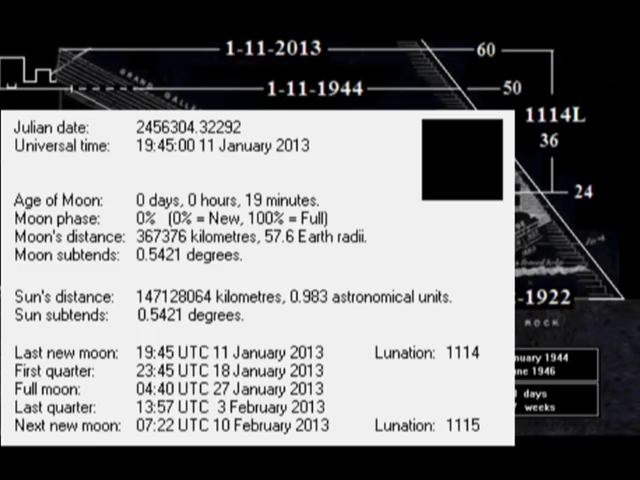 1-11-2013
60
GRAND GALLE
1-11-1944
50
1114L
36
24
Julian date: 2456304.32292
Universal time: 19:45:00 11 January 2013
Age of Moon: 0 days, 0 hours, 19 minutes.
Moon phase: 0% (0% = New, 100% = Full)
Moon's distance: 367376 kilometres, 57.6 Earth radii.
Moon subtends: 0.5421 degrees.
Sun's distance: 147128064 kilometres, 0.983 astronomical units.
Sun subtends: 0.5421 degrees.
-1922
ROCK
Last new moon: 19:45 UTC 11 January 2013 Lunation: 1114
First quarter: 23:45 UTC 18 January 2013
Full moon: 04:40 UTC 27 January 2013
Last quarter: 13:57 UTC 3 February 2013
Next new moon: 07:22 UTC 10 February 2013 Lunation: 1115
nuary 1944
ne 1946
days
weeks